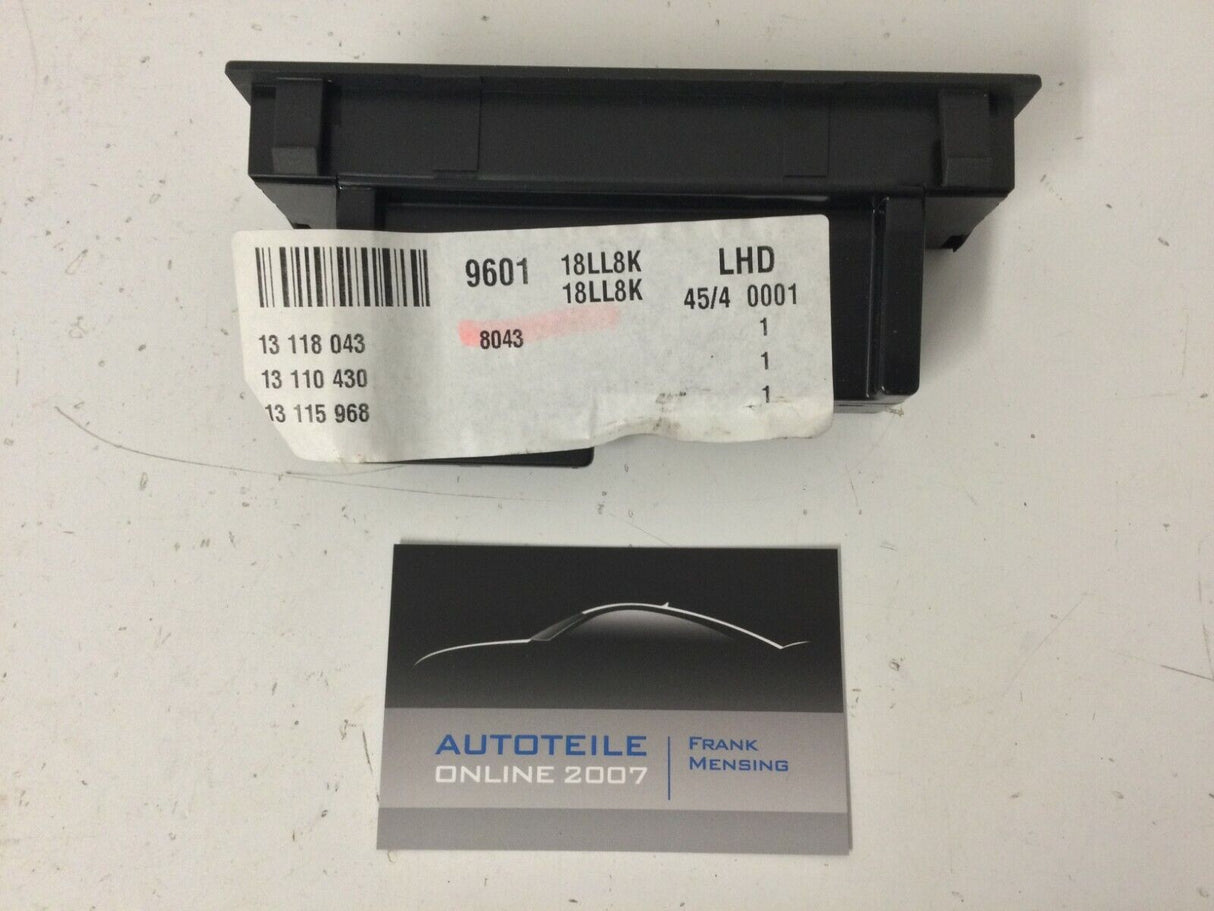 9601 18LL8K LHD
18LL8K 45/4 0001
13 118 043 8043 1
13 110 430 1
13 115 968 1
AUTOTEILE
ONLINE 2007
FRANK
MENSING